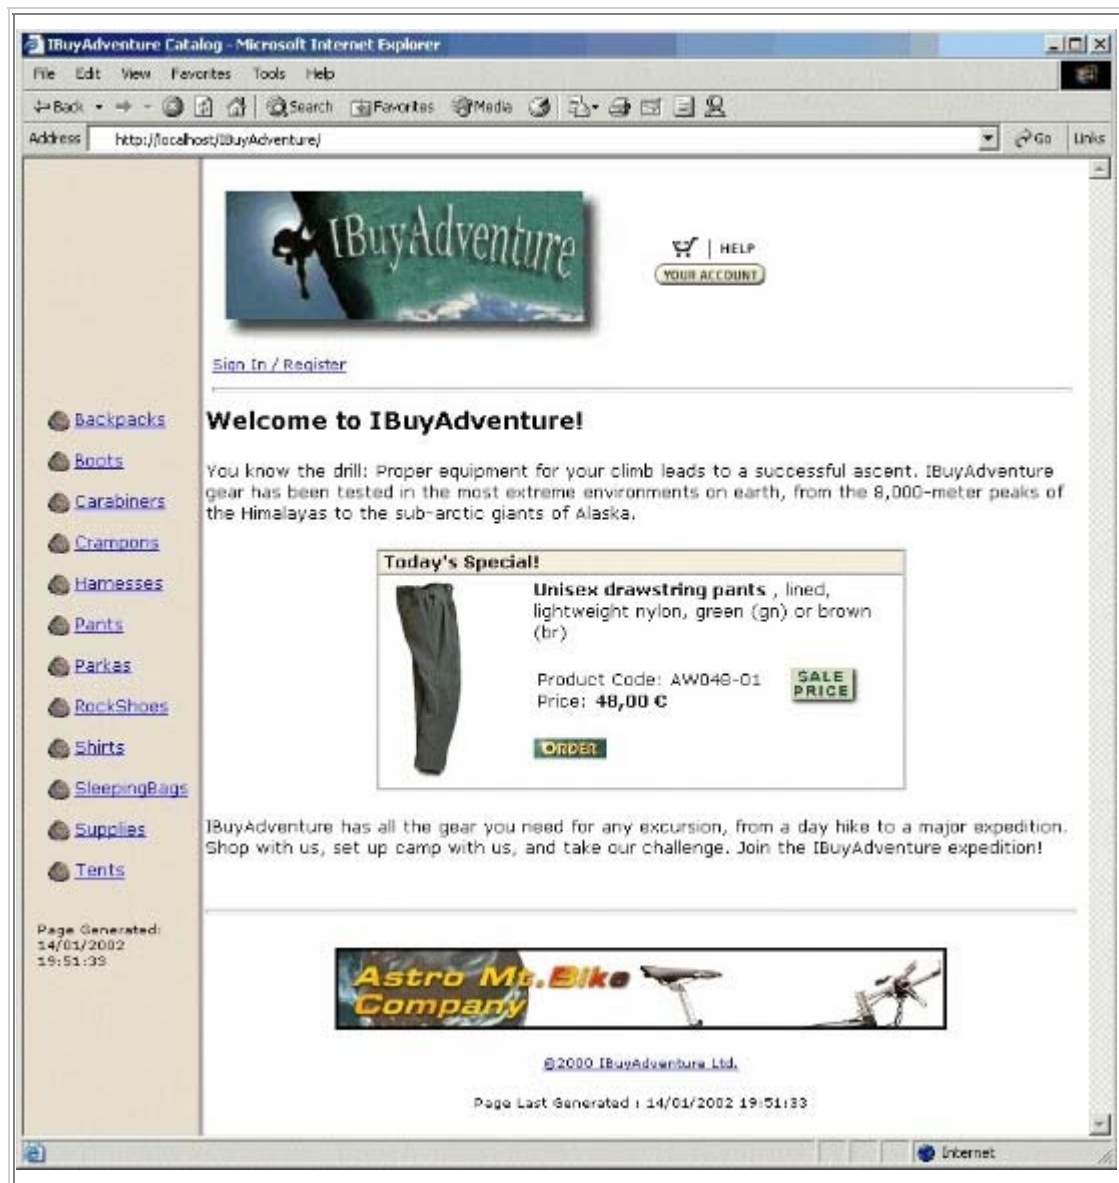 IBuyAdventure Catalog - Microsoft Internet Explorer
File Edit View Favorites Tools Help
Back Search Favorites Media
Address http://localhost/IBuyAdventure/ Go Links
IBuyAdventure
HELP
YOUR ACCOUNT
Sign In / Register
Backpacks
Boots
Carabiners
Crampons
Harnesses
Pants
Parkas
RockShoes
Shirts
SleepingBags
Supplies
Tents
Page Generated:
14/01/2002
19:51:33
Welcome to IBuyAdventure!
You know the drill: Proper equipment for your climb leads to a successful ascent. IBuyAdventure
gear has been tested in the most extreme environments on earth, from the 8,000-meter peaks of
the Himalayas to the sub-arctic giants of Alaska.
Today's Special!
Unisex drawstring pants , lined,
lightweight nylon, green (gn) or brown
(br)
Product Code: AW048-01
Price: 48,00 €
SALE
PRICE
ORDER
IBuyAdventure has all the gear you need for any excursion, from a day hike to a major expedition.
Shop with us, set up camp with us, and take our challenge. Join the IBuyAdventure expedition!
Astro Mt.Bike
Company
©2000 IBuyAdventure Ltd.
Page Last Generated : 14/01/2002 19:51:33
Internet